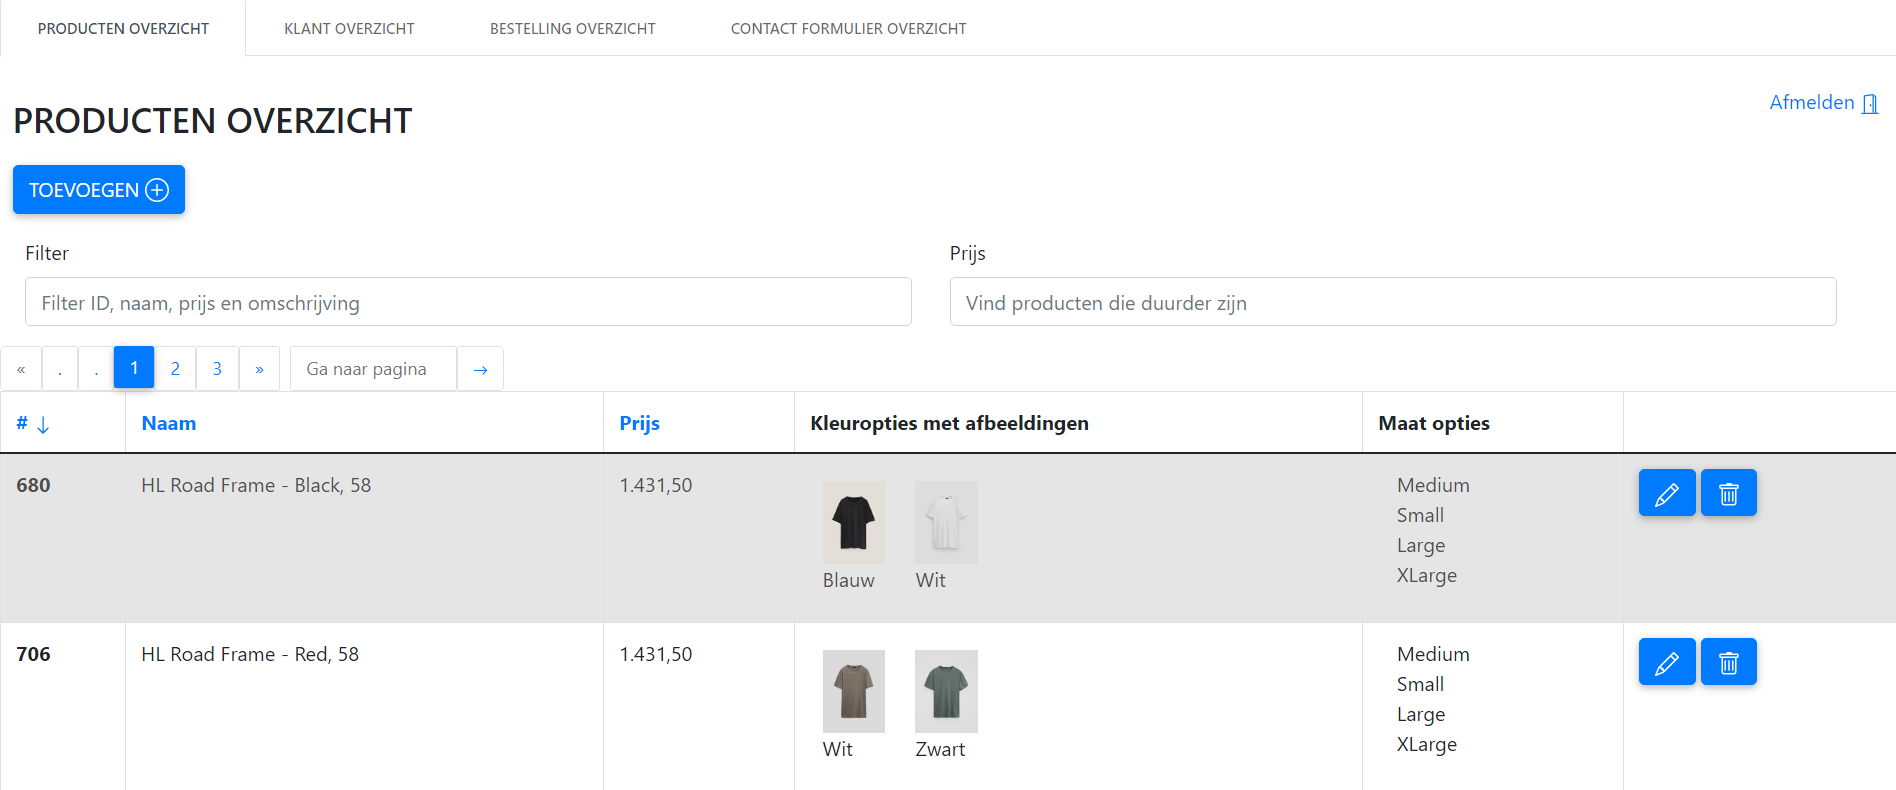 PRODUCTEN OVERZICHT KLANT OVERZICHT BESTELLING OVERZICHT CONTACT FORMULIER OVERZICHT
Afmelden
PRODUCTEN OVERZICHT
TOEVOEGEN
Filter Prijs
Filter ID, naam, prijs en omschrijving Vind producten die duurder zijn
« . . 1 2 3 » Ga naar pagina →
# ↓ Naam Prijs Kleuropties met afbeeldingen Maat opties
680 HL Road Frame - Black, 58 1.431,50 Medium
Small
Large
XLarge
Blauw Wit
706 HL Road Frame - Red, 58 1.431,50 Medium
Small
Large
XLarge
Wit Zwart